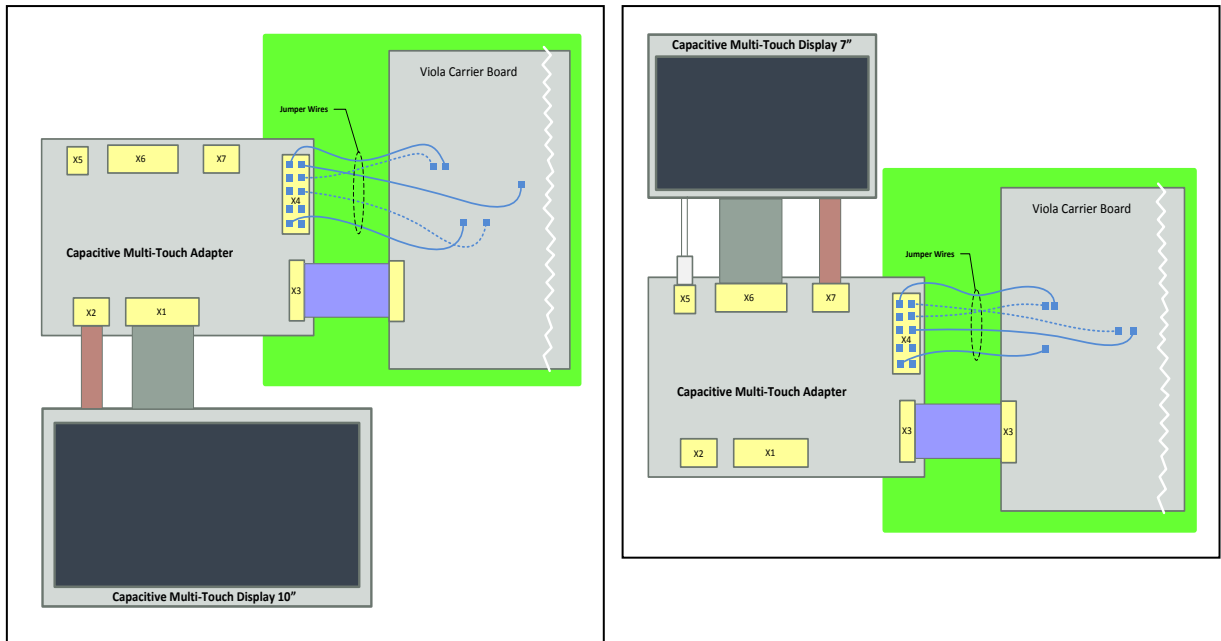 Viola Carrier Board
Jumper Wires
X5
X6
X7
X4
Capacitive Multi-Touch Adapter
X3
X2
X1
Capacitive Multi-Touch Display 10”
Capacitive Multi-Touch Display 7”
Viola Carrier Board
Jumper Wires
X5
X6
X7
X4
Capacitive Multi-Touch Adapter
X3
X3
X2
X1